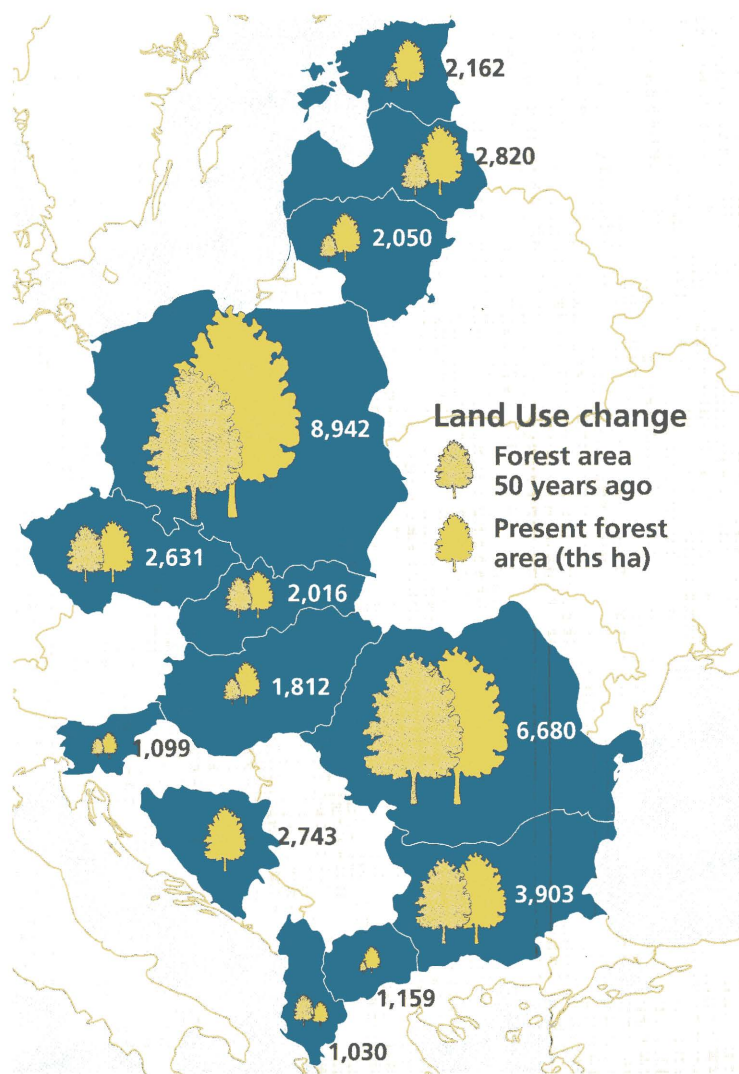 2,162
2,820
2,050
8,942
Land Use change
Forest area
50 years ago
Present forest
area (ths ha)
2,631
2,016
1,812
6,680
1,099
2,743
3,903
1,159
1,030